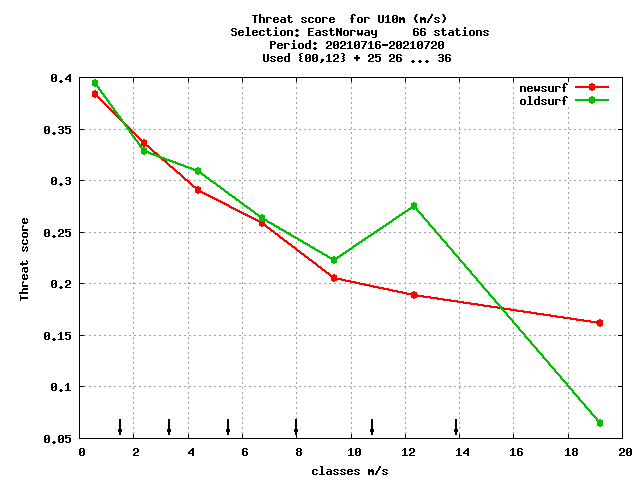 Threat score  for U10m (m/s)
Selection: EastNorway     66 stations
Period: 20210716-20210720
Used {00,12} + 25 26 ... 36
newsurf
oldsurf
0.4
0.35
0.3
0.25
0.2
0.15
0.1
0.05
Threat score
0 2 4 6 8 10 12 14 16 18 20
classes m/s